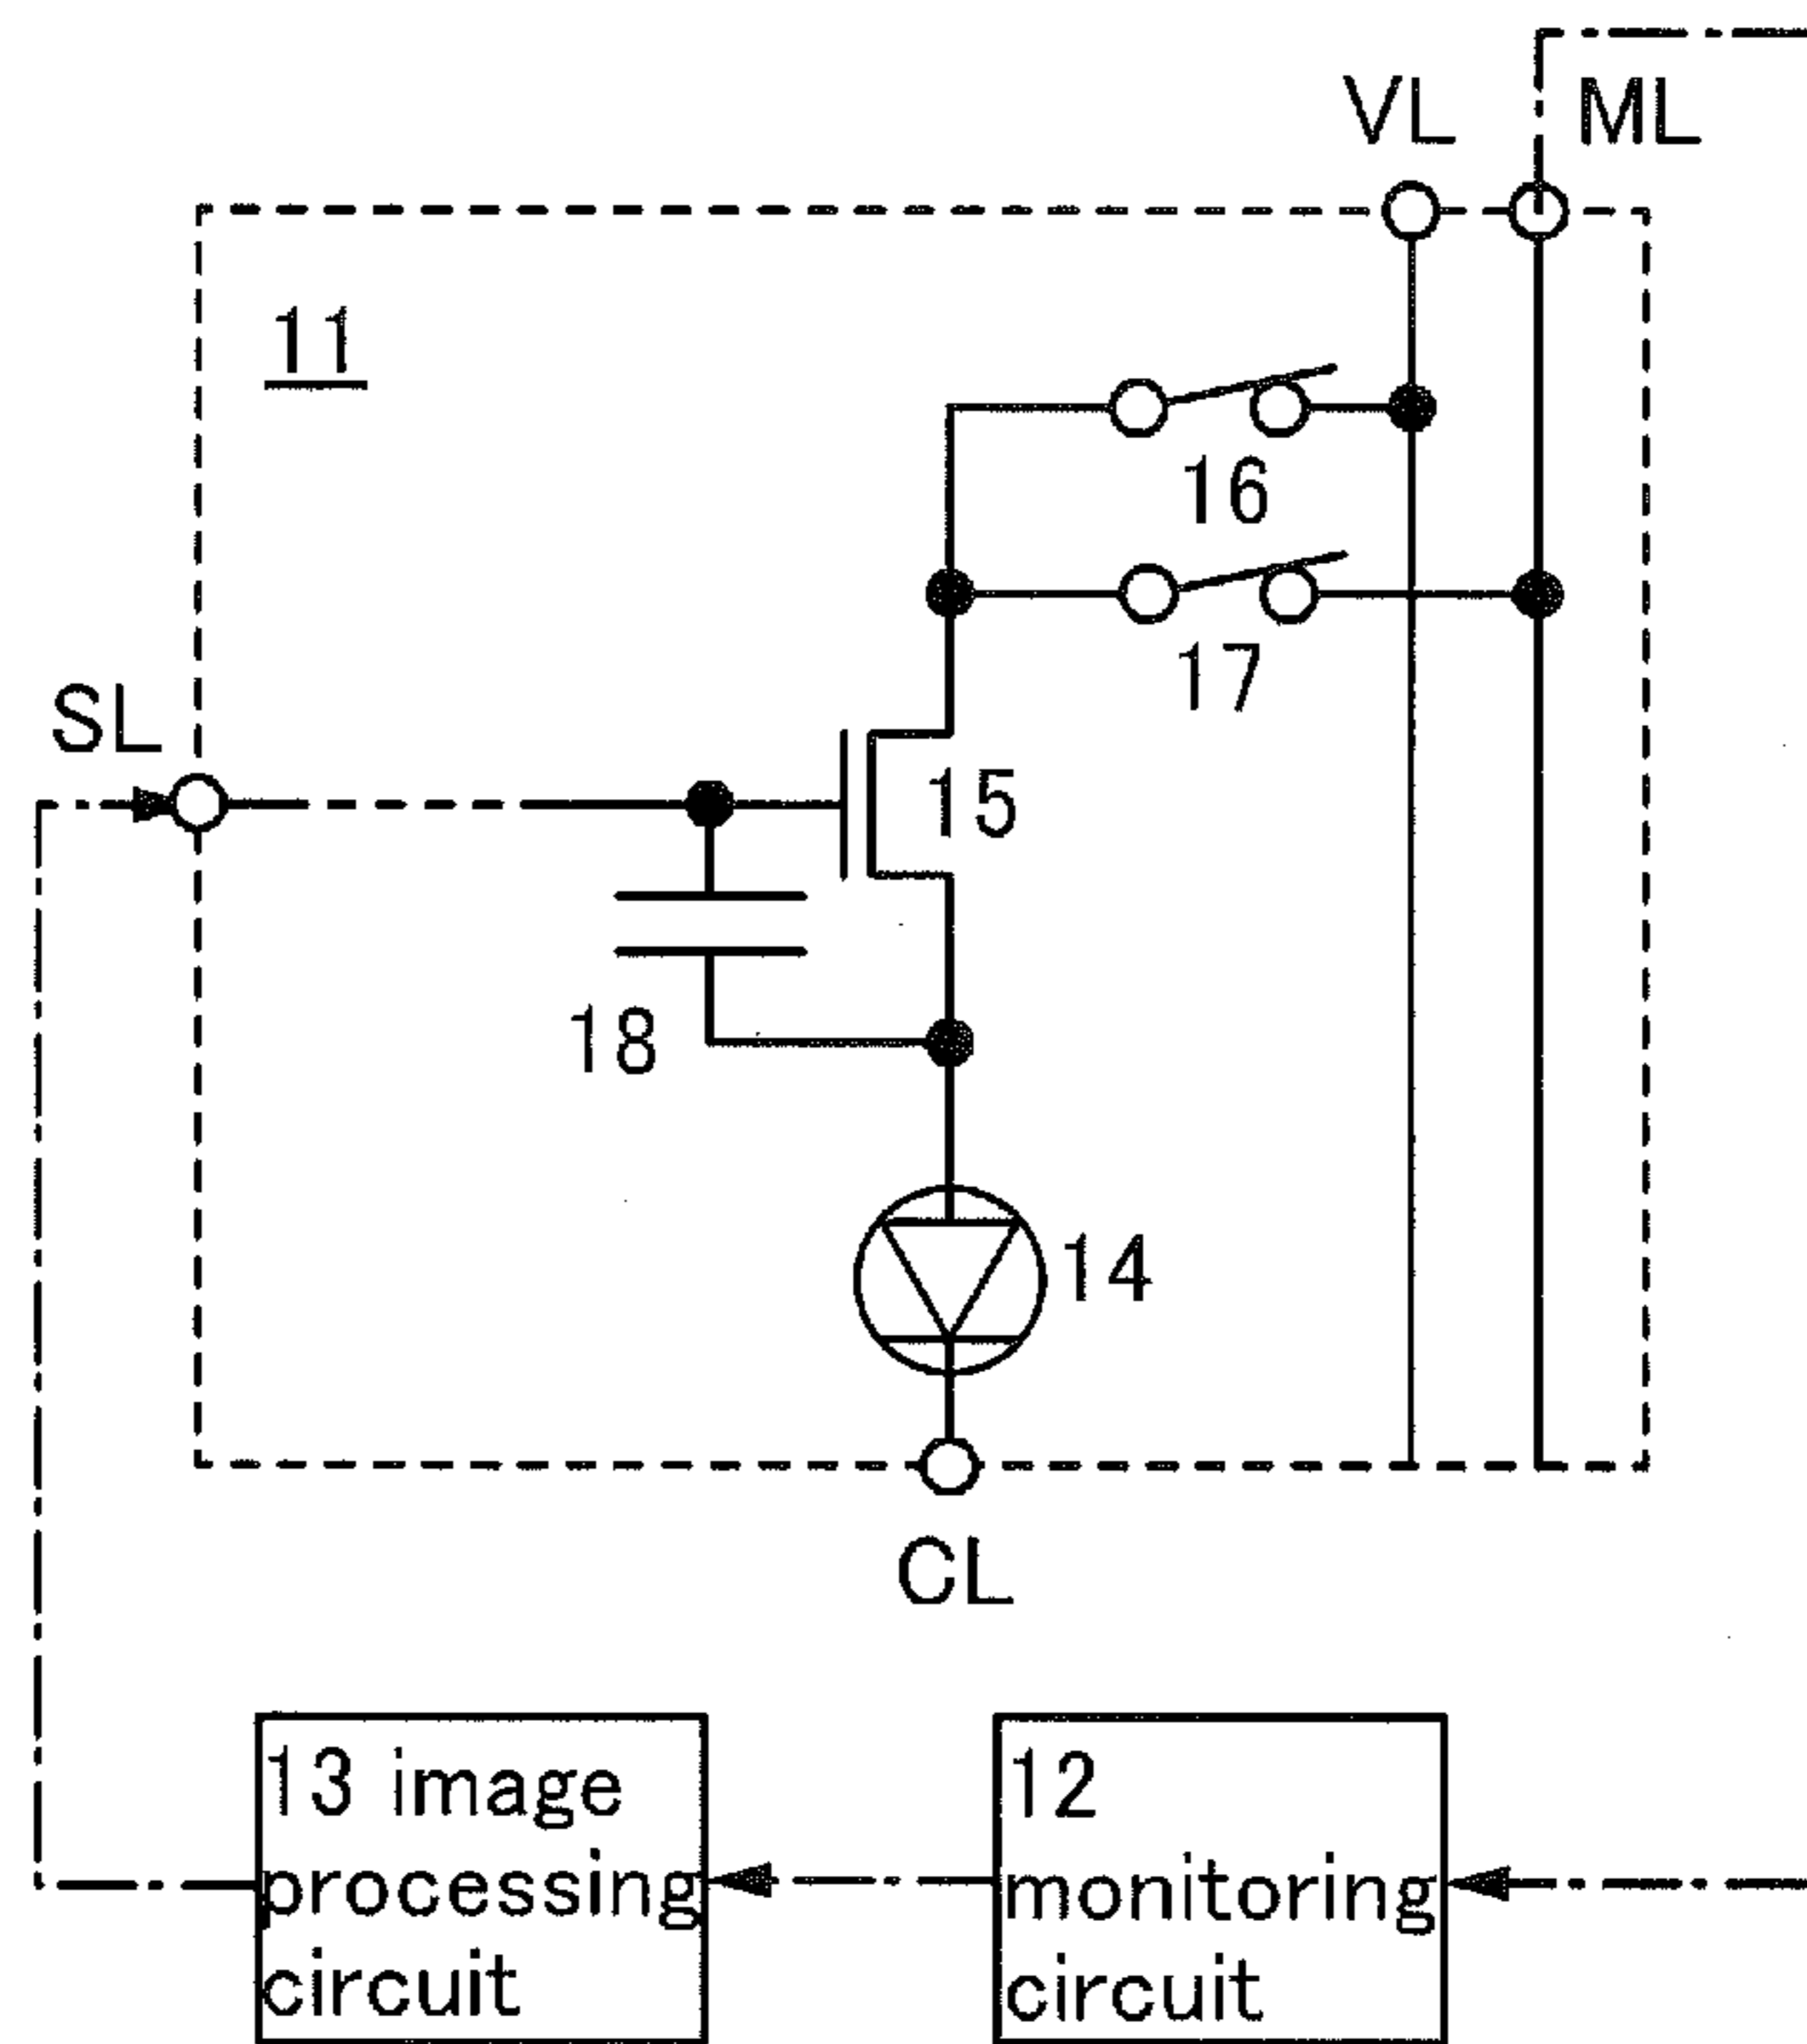 VL
ML
11
16
17
SL
15
18
14
CL
13 image
processing
circuit
12
monitoring
circuit